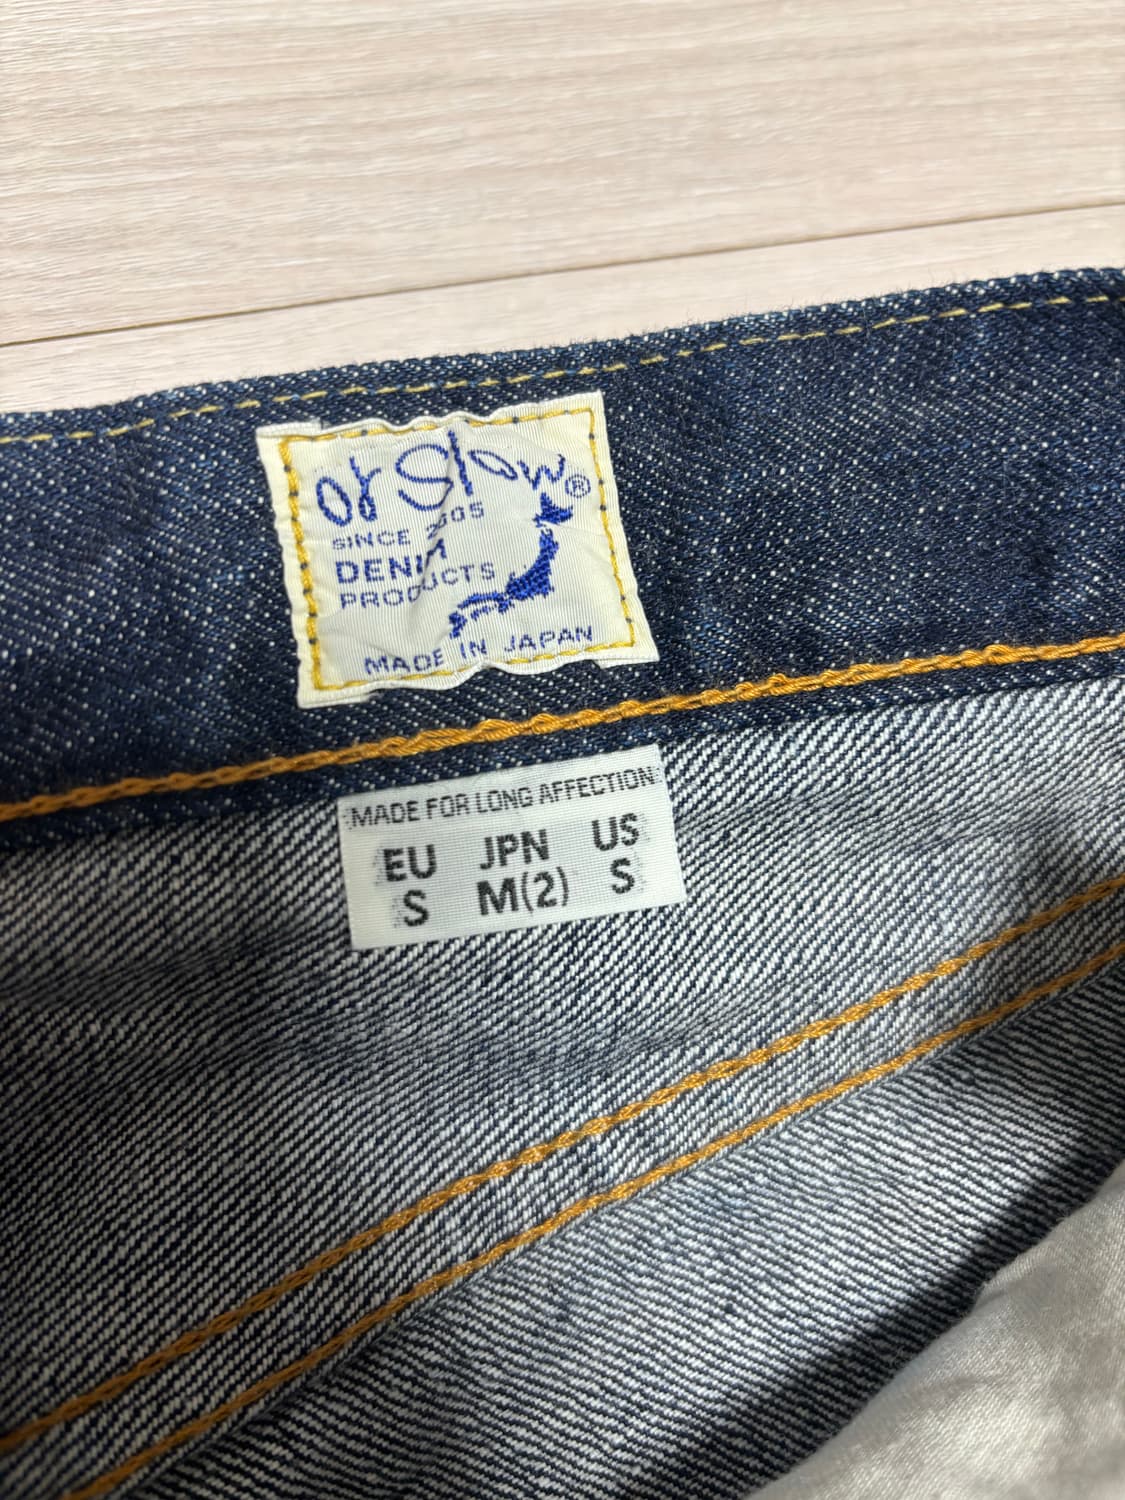 or Slow®
SINCE 2005
DENIM
PRODUCTS
MADE IN JAPAN
MADE FOR LONG AFFECTION
EU JPN US
S M(2) S